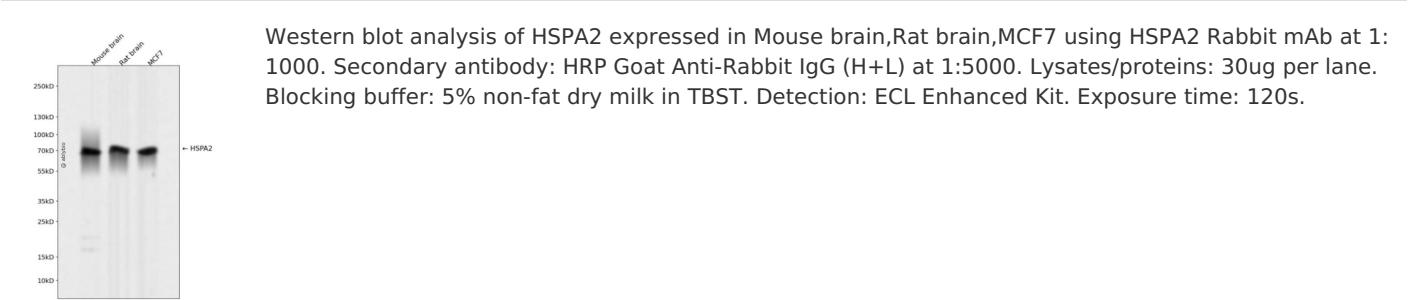 Mouse brain
Rat brain
MCF7
250kD
130kD
100kD
70kD
55kD
35kD
25kD
15kD
10kD
← HSPA2
Western blot analysis of HSPA2 expressed in Mouse brain,Rat brain,MCF7 using HSPA2 Rabbit mAb at 1:
1000. Secondary antibody: HRP Goat Anti-Rabbit IgG (H+L) at 1:5000. Lysates/proteins: 30ug per lane.
Blocking buffer: 5% non-fat dry milk in TBST. Detection: ECL Enhanced Kit. Exposure time: 120s.